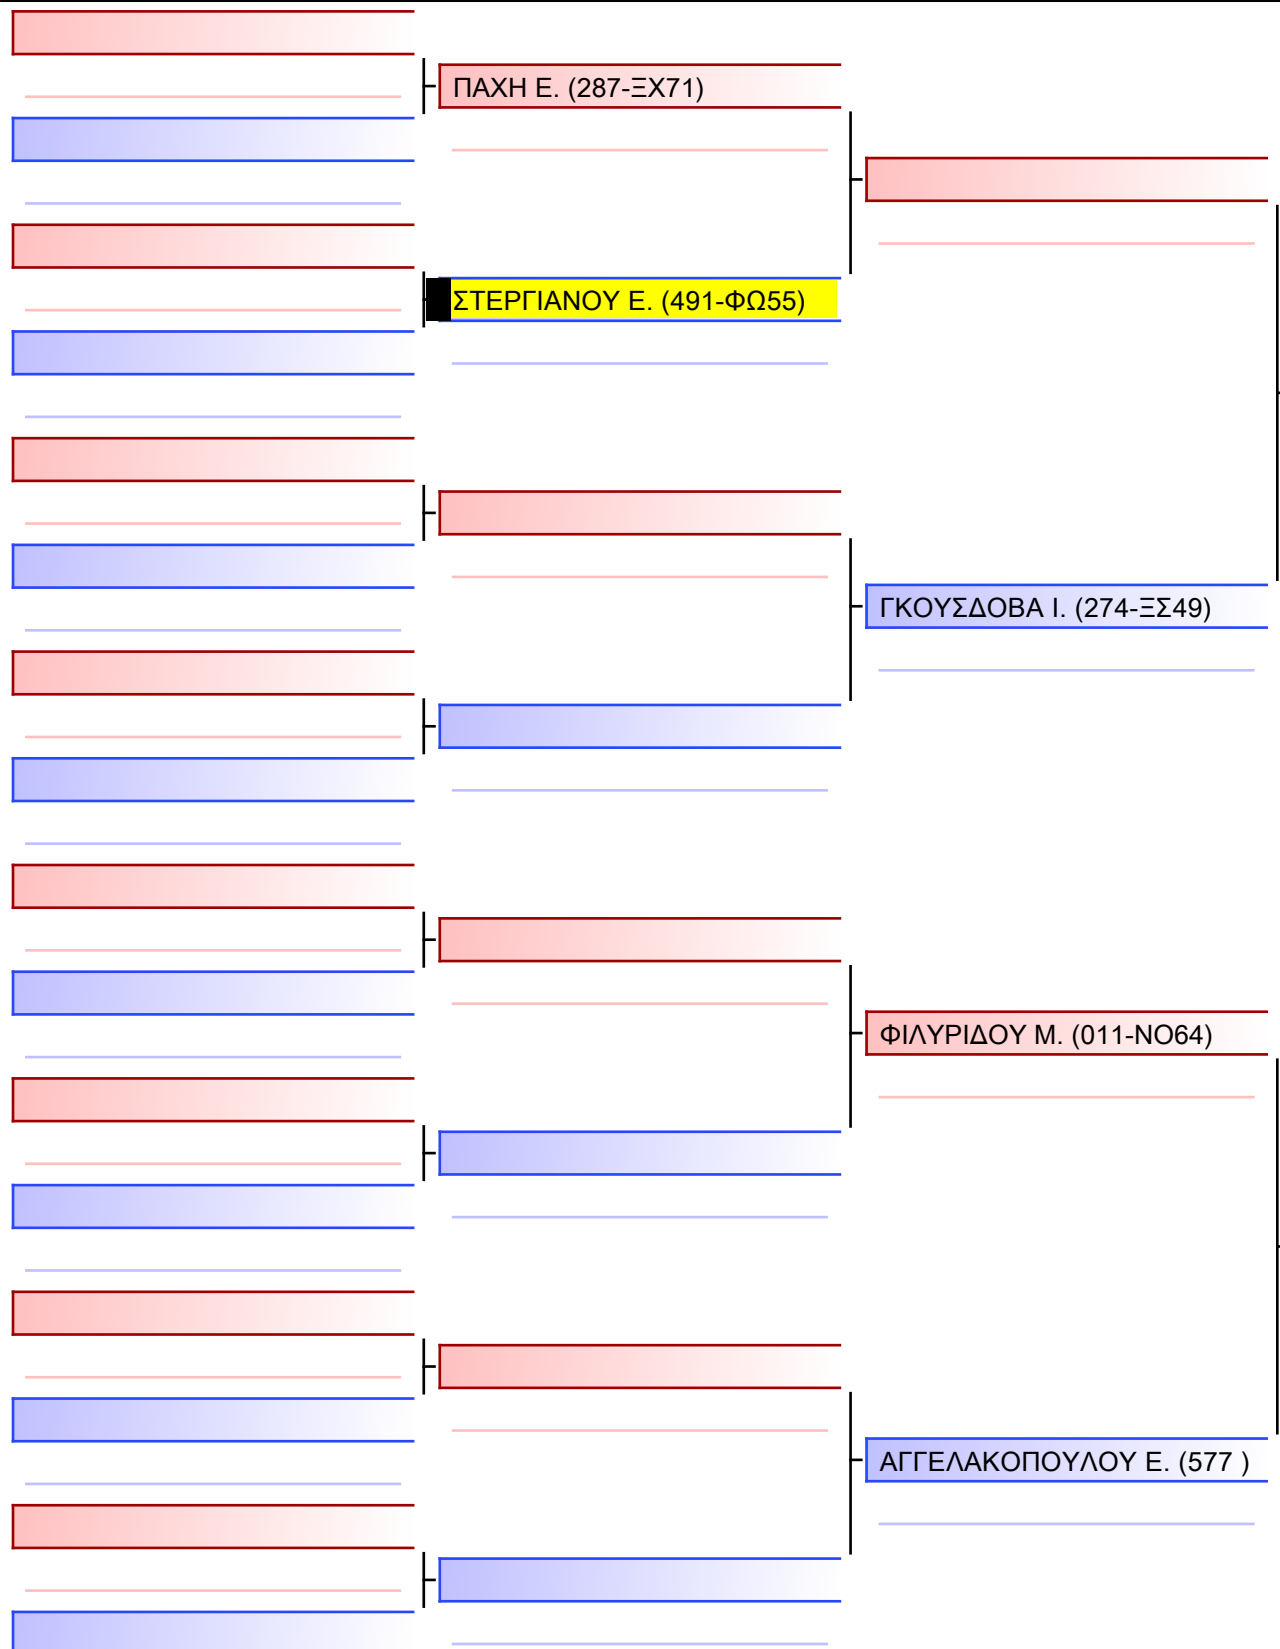 ΠΑΧΗ Ε. (287-ΞΧ71)
ΣΤΕΡΓΙΑΝΟΥ Ε. (491-ΦΩ55)
ΓΚΟΥΣΔΟΒΑ Ι. (274-ΞΣ49)
ΦΙΛΥΡΙΔΟΥ Μ. (011-ΝΟ64)
ΑΓΓΕΛΑΚΟΠΟΥΛΟΥ Ε. (577 )